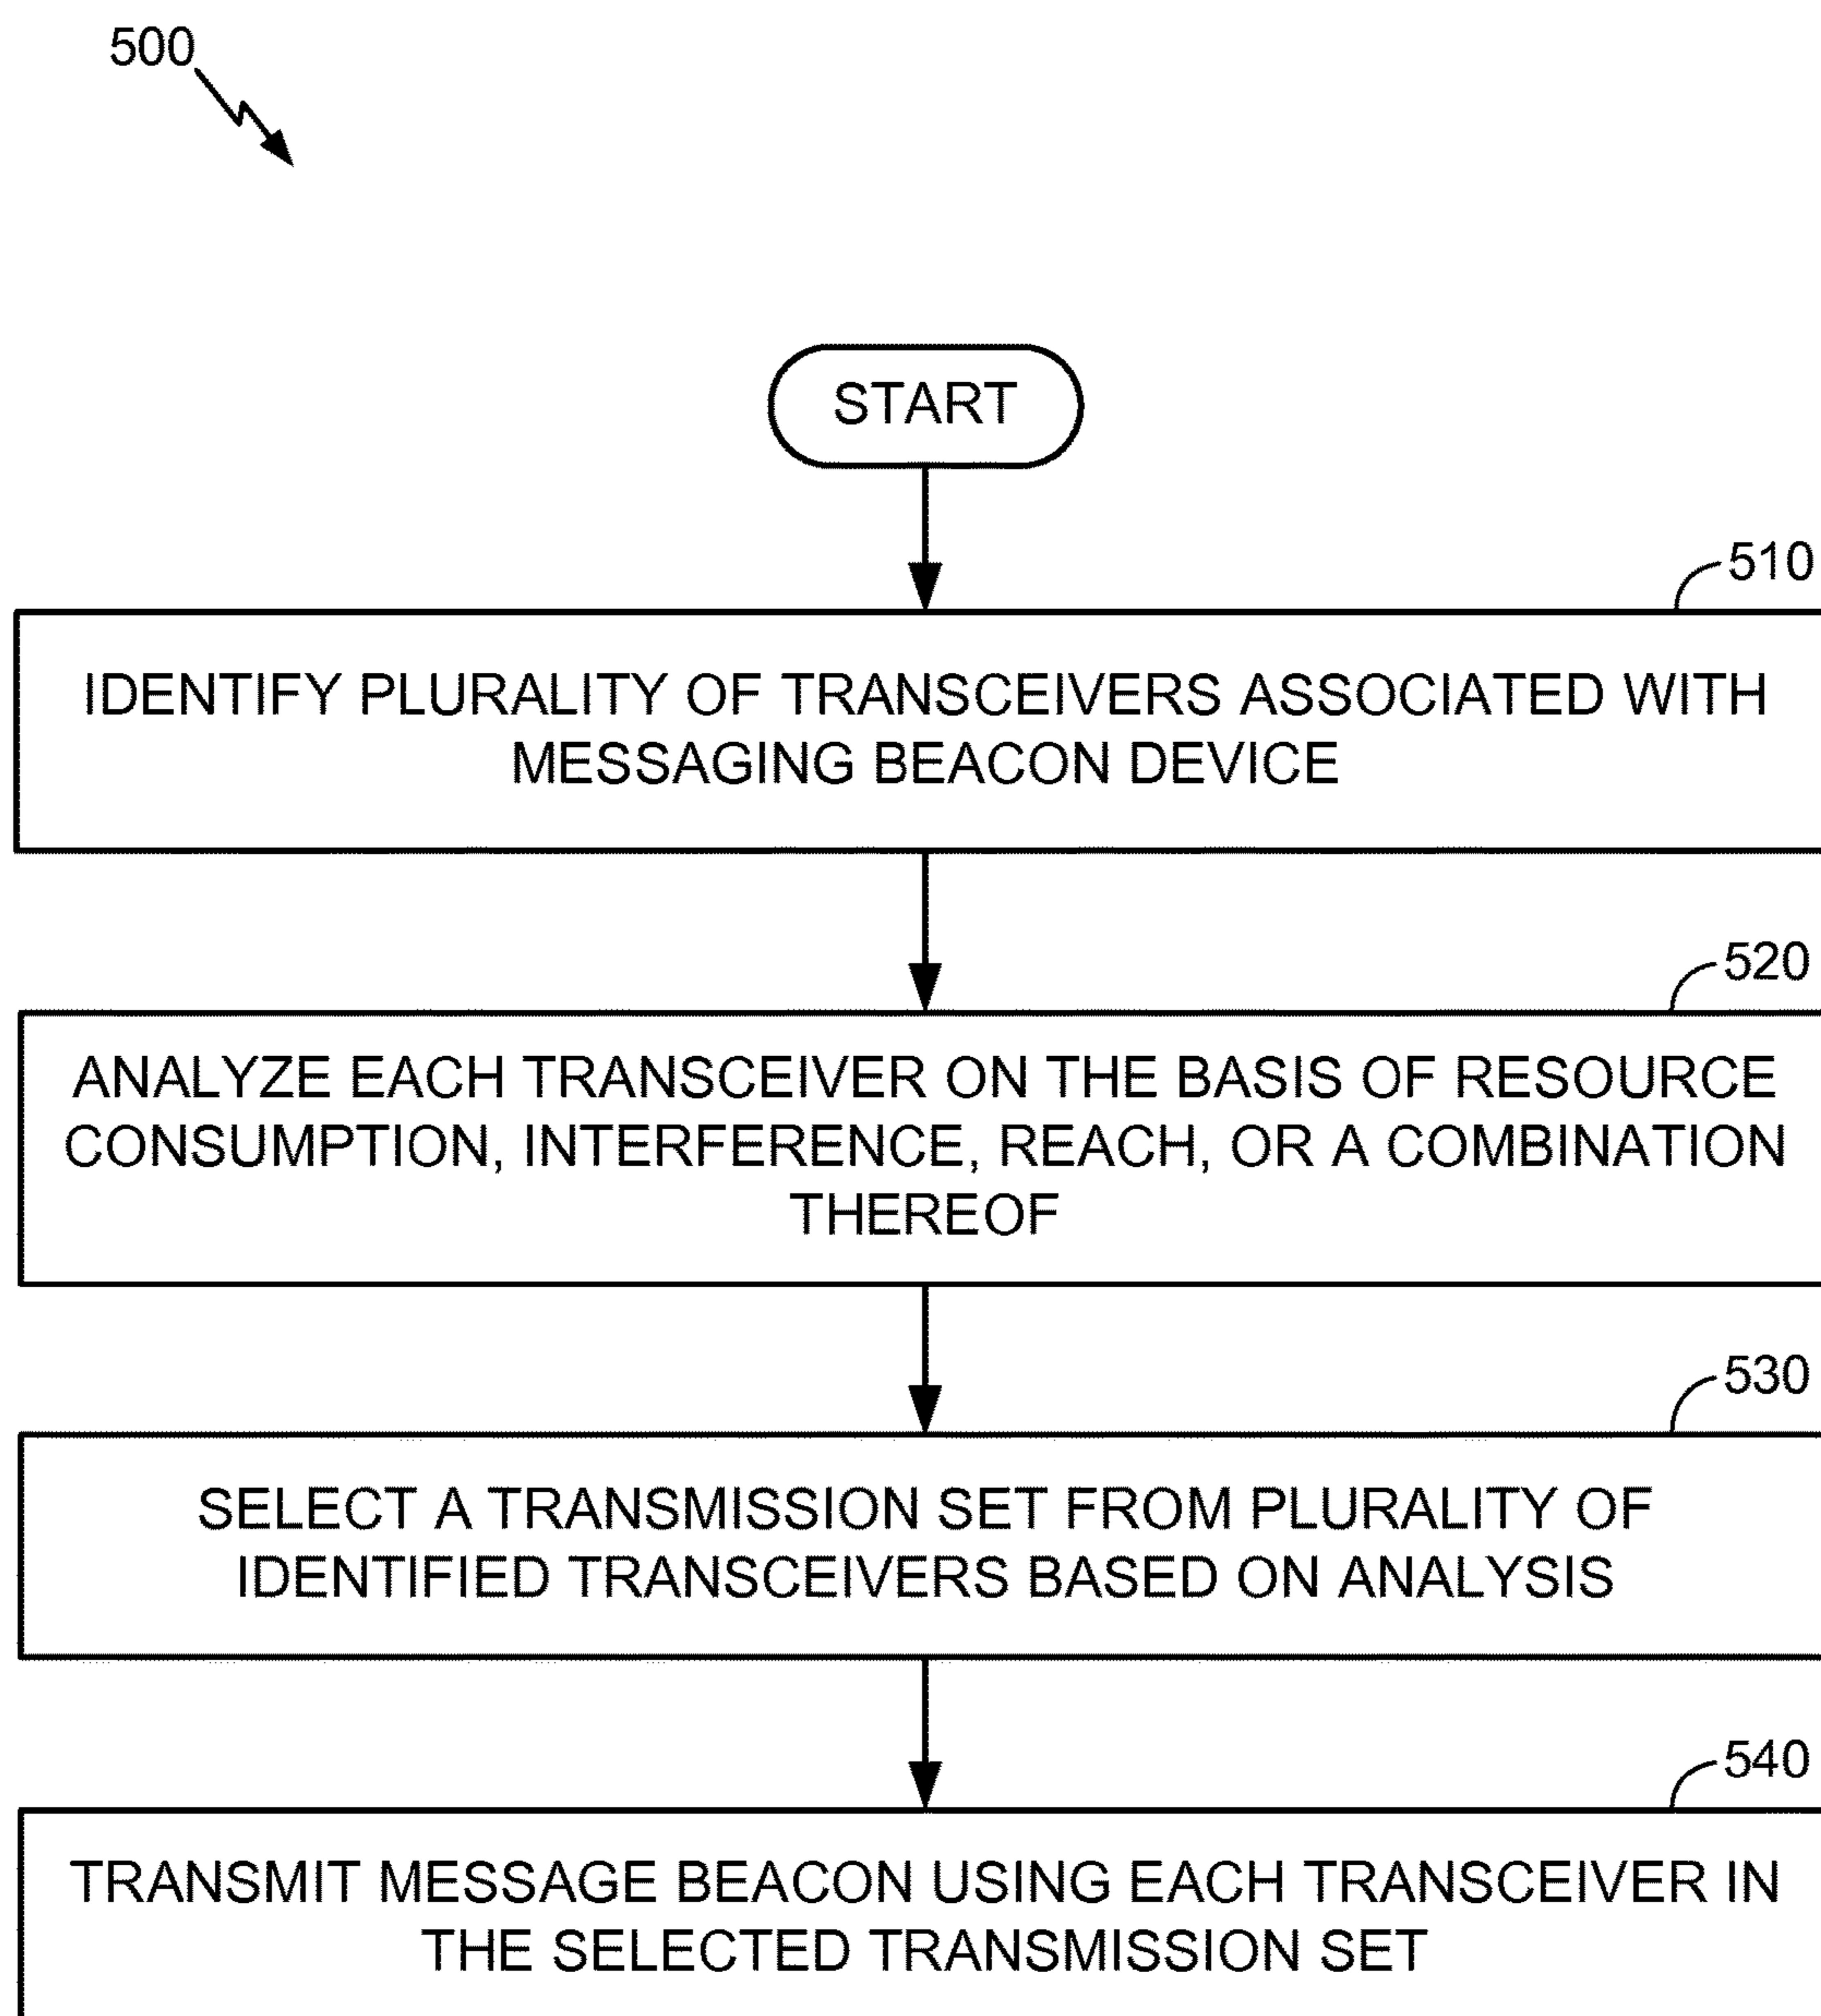 500
START
510
IDENTIFY PLURALITY OF TRANSCEIVERS ASSOCIATED WITH
MESSAGING BEACON DEVICE
520
ANALYZE EACH TRANSCEIVER ON THE BASIS OF RESOURCE
CONSUMPTION, INTERFERENCE, REACH, OR A COMBINATION
THEREOF
530
SELECT A TRANSMISSION SET FROM PLURALITY OF
IDENTIFIED TRANSCEIVERS BASED ON ANALYSIS
540
TRANSMIT MESSAGE BEACON USING EACH TRANSCEIVER IN
THE SELECTED TRANSMISSION SET